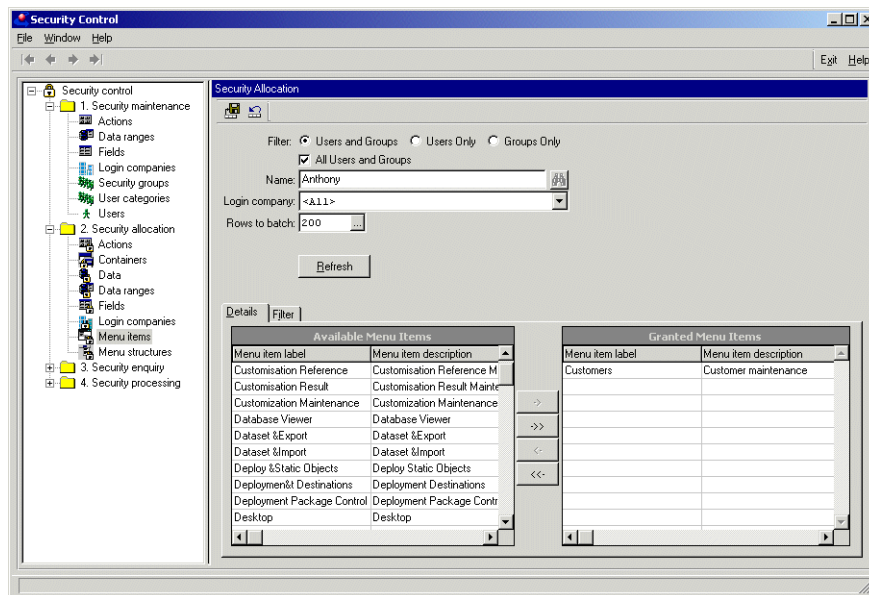 Security Control
File Window Help
Exit Help
Security control
1. Security maintenance
Actions
Data ranges
Fields
Login companies
Security groups
User categories
Users
2. Security allocation
Actions
Containers
Data
Data ranges
Fields
Login companies
Menu items
Menu structures
3. Security enquiry
4. Security processing
Security Allocation
Filter: Users and Groups Users Only Groups Only
All Users and Groups
Name: Anthony
Login company: <All>
Rows to batch: 200 ...
Refresh
Details Filter
Available Menu Items
Menu item label Menu item description
Customisation Reference Customisation Reference M
Customisation Result Customisation Result Mainte
Customization Maintenance Customization Maintenance
Database Viewer Database Viewer
Dataset &Export Dataset &Export
Dataset &Import Dataset &Import
Deploy &Static Objects Deploy Static Objects
Deploymen&t Destinations Deployment Destinations
Deployment Package Control Deployment Package Contr
Desktop Desktop
->
->>
<-
<<-
Granted Menu Items
Menu item label Menu item description
Customers Customer maintenance